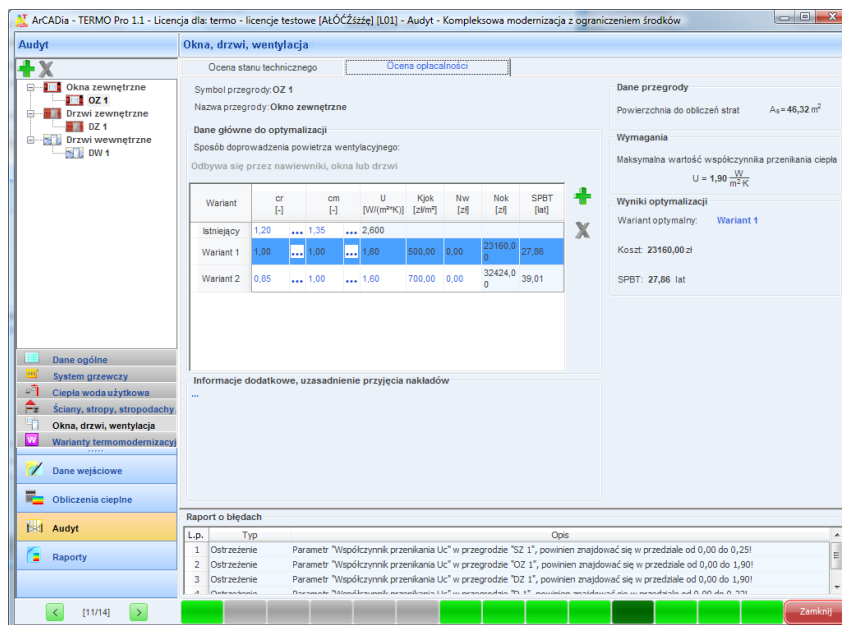 ArCADia - TERMO Pro 1.1 - Licencja dla: termo - licencje testowe [AŁÓĆŹśżźę] [L01] - Audyt - Kompleksowa modernizacja z ograniczeniem środków
Audyt
Okna, drzwi, wentylacja
Okna zewnętrzne
OZ 1
Drzwi zewnętrzne
DZ 1
Drzwi wewnętrzne
DW 1
Ocena stanu technicznego
Ocena opłacalności
Symbol przegrody: OZ 1
Nazwa przegrody: Okno zewnętrzne
Dane główne do optymalizacji
Sposób doprowadzenia powietrza wentylacyjnego:
Odbywa się przez nawiewniki, okna lub drzwi
Wariant cr [-] cm [-] U [W/(m²*K)] Kjok [zł/m²] Nw [zł] Nok [zł] SPBT [lat]
Istniejący 1,20 ... 1,35 ... 2,600
Wariant 1 1,00 ... 1,00 ... 1,60 500,00 0,00 23160,00 27,86
Wariant 2 0,85 ... 1,00 ... 1,60 700,00 0,00 32424,00 39,01
Informacje dodatkowe, uzasadnienie przyjęcia nakładów
...
Dane przegrody
Powierzchnia do obliczeń strat Aₛ= 46,32 m²
Wymagania
Maksymalna wartość współczynnika przenikania ciepła
U = 1,90 W/m²·K
Wyniki optymalizacji
Wariant optymalny: Wariant 1
Koszt: 23160,00 zł
SPBT: 27,86 lat
Dane ogólne
System grzewczy
Ciepła woda użytkowa
Ściany, stropy, stropodachy
Okna, drzwi, wentylacja
Warianty termomodernizacyj
Dane wejściowe
Obliczenia cieplne
Audyt
Raporty
[11/14]
Raport o błędach
L.p. Typ Opis
1 Ostrzeżenie Parametr "Współczynnik przenikania Uc" w przegrodzie "SZ 1", powinien znajdować się w przedziale od 0,00 do 0,25!
2 Ostrzeżenie Parametr "Współczynnik przenikania Uc" w przegrodzie "OZ 1", powinien znajdować się w przedziale od 0,00 do 1,90!
3 Ostrzeżenie Parametr "Współczynnik przenikania Uc" w przegrodzie "DZ 1", powinien znajdować się w przedziale od 0,00 do 1,90!
Zamknij